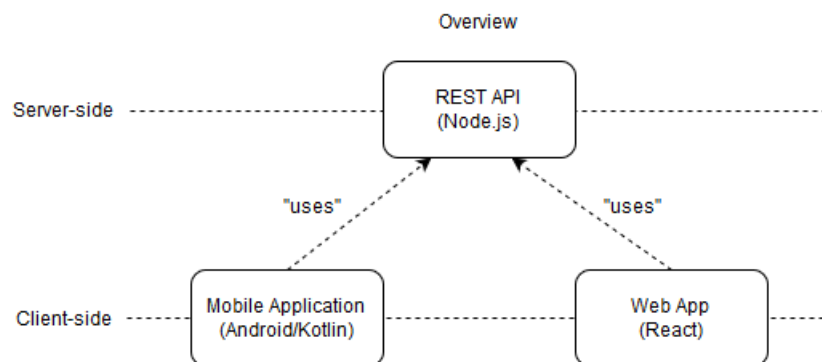 Overview
Server-side
REST API
(Node.js)
"uses"
"uses"
Client-side
Mobile Application
(Android/Kotlin)
Web App
(React)